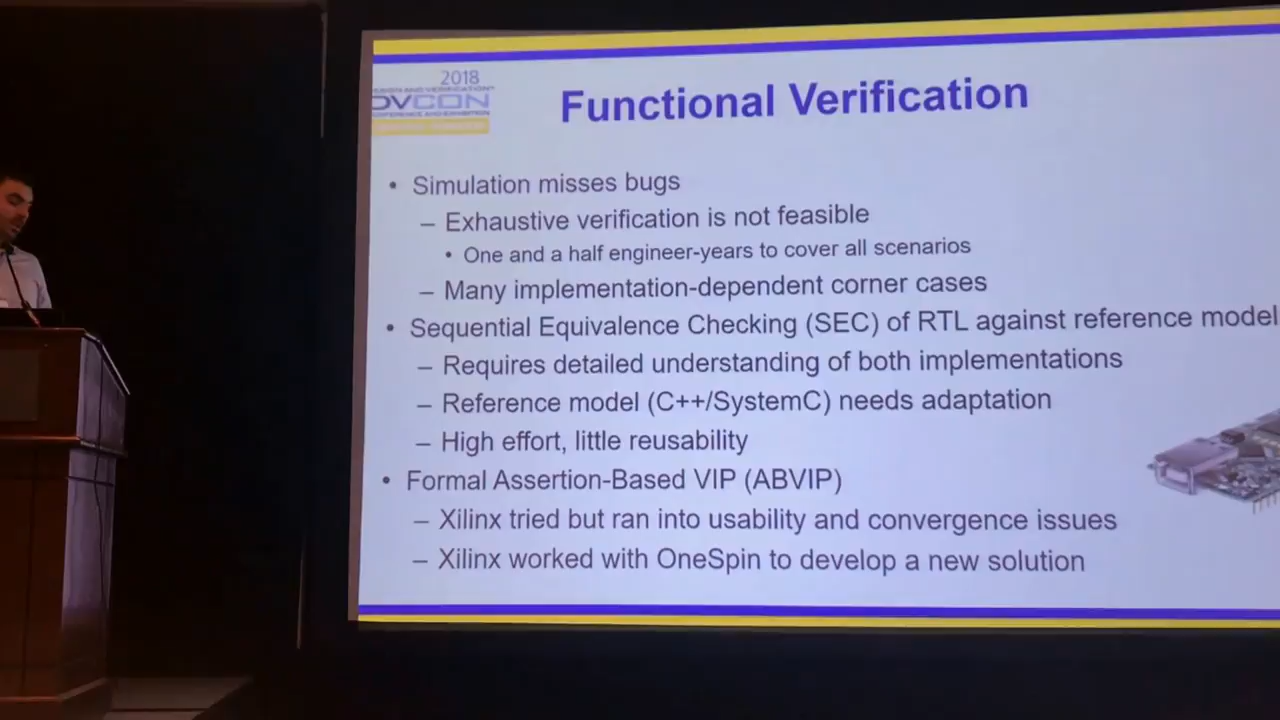 2018
DVCON
Functional Verification
• Simulation misses bugs
– Exhaustive verification is not feasible
• One and a half engineer-years to cover all scenarios
– Many implementation-dependent corner cases
• Sequential Equivalence Checking (SEC) of RTL against reference model
– Requires detailed understanding of both implementations
– Reference model (C++/SystemC) needs adaptation
– High effort, little reusability
• Formal Assertion-Based VIP (ABVIP)
– Xilinx tried but ran into usability and convergence issues
– Xilinx worked with OneSpin to develop a new solution